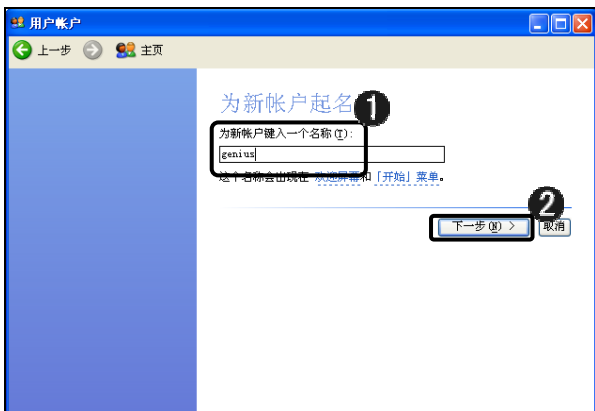 用户帐户
上一步 主页
为新帐户起名
1
为新帐户键入一个名称(T):
genius
这个名称会出现在 欢迎屏幕和「开始」菜单。
2
下一步(N) > 取消